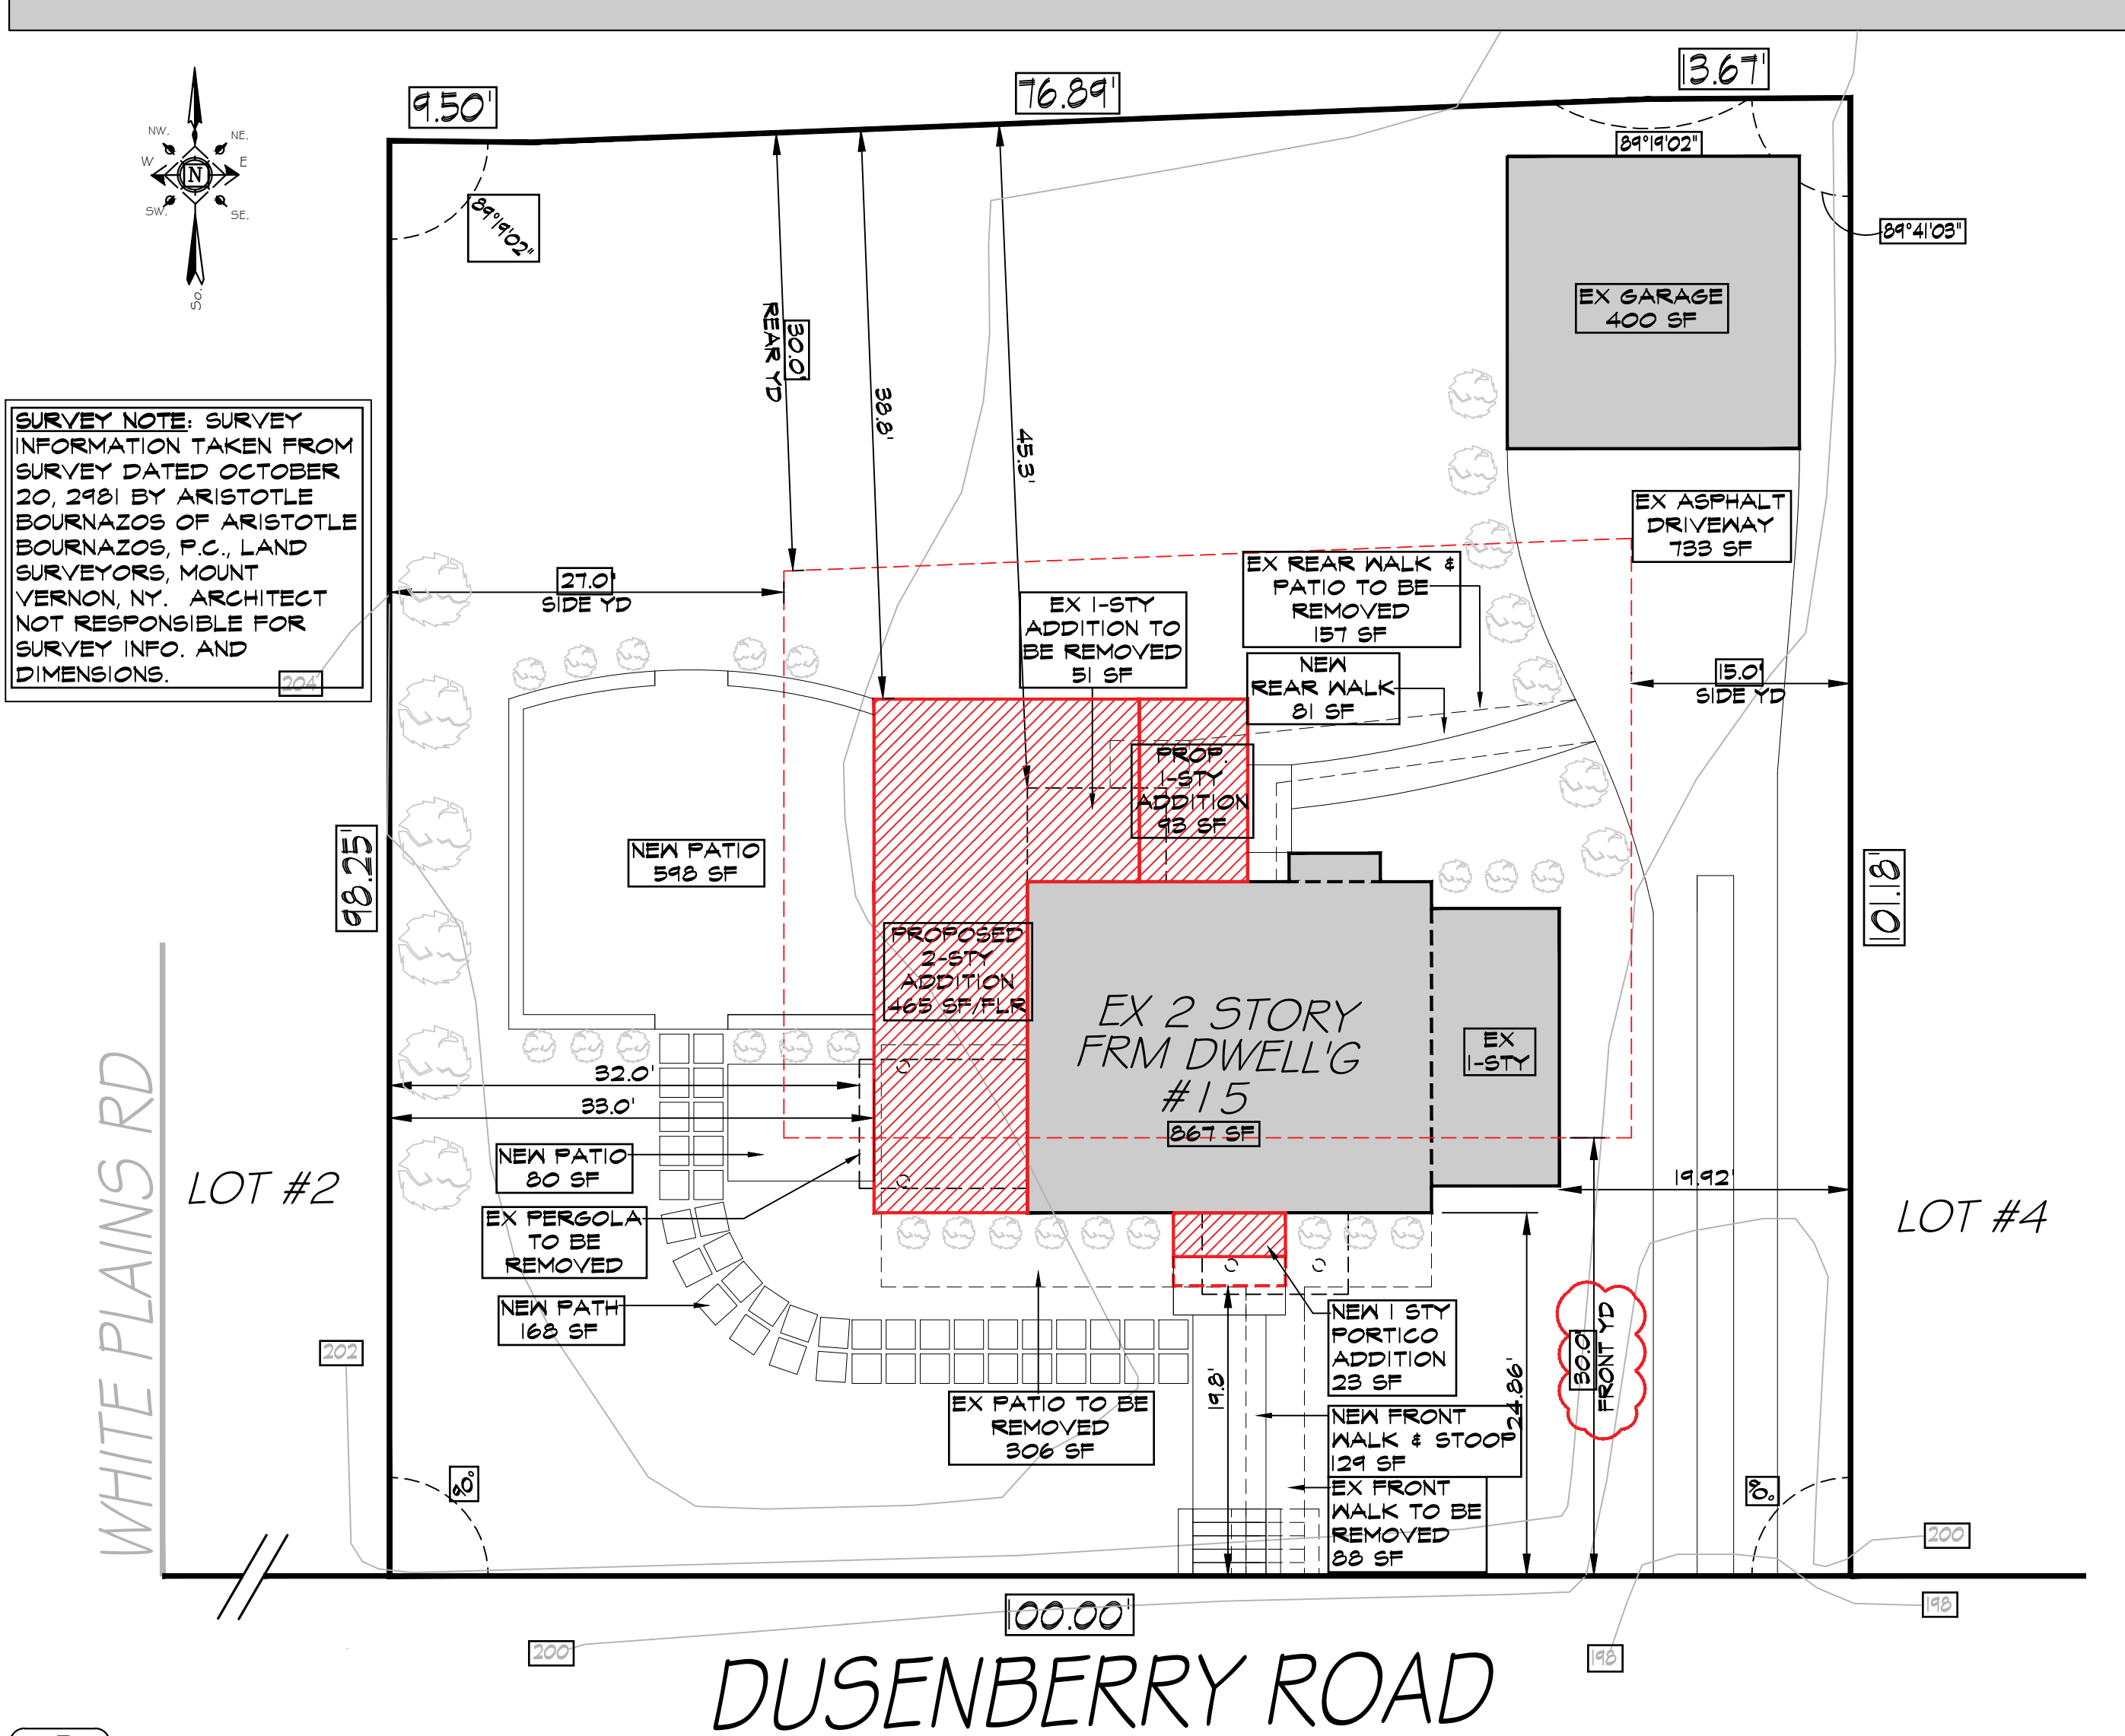 9.50'
76.89'
13.67'
NW.
NE.
W
E
N
SW.
SE.
So.
89°19'02"
89°19'02"
89°41'03"
EX GARAGE
400 SF
REAR YD
30.0'
38.8'
45.3'
SURVEY NOTE: SURVEY
INFORMATION TAKEN FROM
SURVEY DATED OCTOBER
20, 2981 BY ARISTOTLE
BOURNAZOS OF ARISTOTLE
BOURNAZOS, P.C., LAND
SURVEYORS, MOUNT
VERNON, NY. ARCHITECT
NOT RESPONSIBLE FOR
SURVEY INFO. AND
DIMENSIONS.
204
EX ASPHALT
DRIVEWAY
733 SF
27.0'
SIDE YD
EX 1-STY
ADDITION TO
BE REMOVED
51 SF
EX REAR WALK &
PATIO TO BE
REMOVED
157 SF
NEW
REAR WALK
81 SF
15.0'
SIDE YD
PROP.
1-STY
ADDITION
93 SF
98.25'
NEW PATIO
598 SF
101.18'
PROPOSED
2-STY
ADDITION
465 SF/FLR
EX 2 STORY
FRM DWELL'G
#15
867 SF
EX
1-STY
32.0'
33.0'
WHITE PLAINS RD
LOT #2
NEW PATIO
80 SF
EX PERGOLA
TO BE
REMOVED
NEW PATH
168 SF
19.92'
LOT #4
202
NEW 1 STY
PORTICO
ADDITION
23 SF
30.0'
FRONT YD
19.8'
24.86'
EX PATIO TO BE
REMOVED
306 SF
NEW FRONT
WALK & STOOP
129 SF
EX FRONT
WALK TO BE
REMOVED
88 SF
90°
90°
200
198
100.00'
200
198
DUSENBERRY ROAD